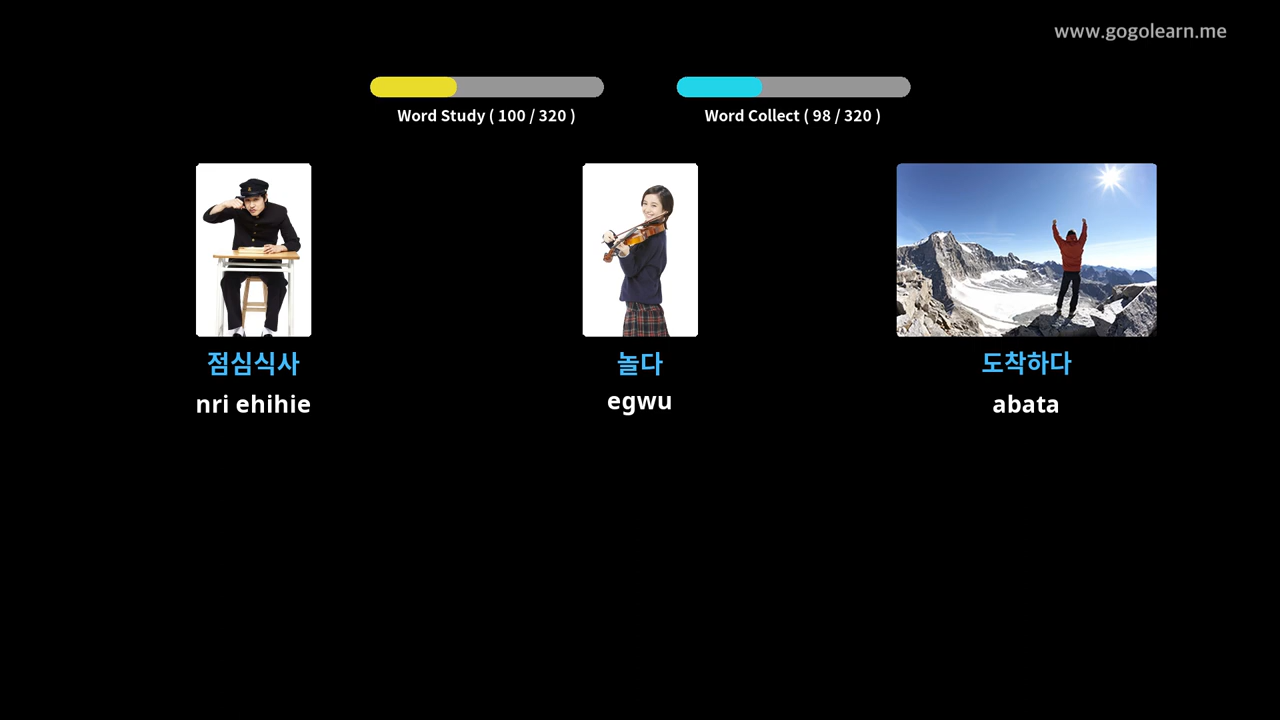 www.gogolearn.me
Word Study ( 100 / 320 )
Word Collect ( 98 / 320 )
점심식사
nri ehihie
놀다
egwu
도착하다
abata